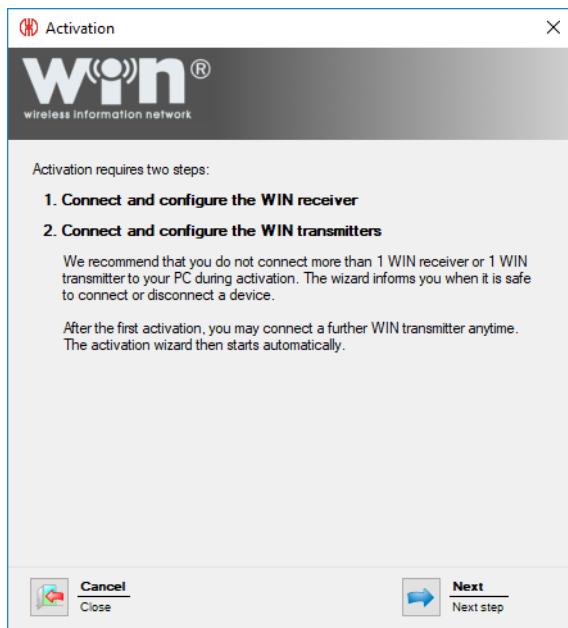 Activation
WiN®
wireless information network
Activation requires two steps:
1. Connect and configure the WIN receiver
2. Connect and configure the WIN transmitters
We recommend that you do not connect more than 1 WIN receiver or 1 WIN
transmitter to your PC during activation. The wizard informs you when it is safe
to connect or disconnect a device.
After the first activation, you may connect a further WIN transmitter anytime.
The activation wizard then starts automatically.
Cancel
Close
Next
Next step